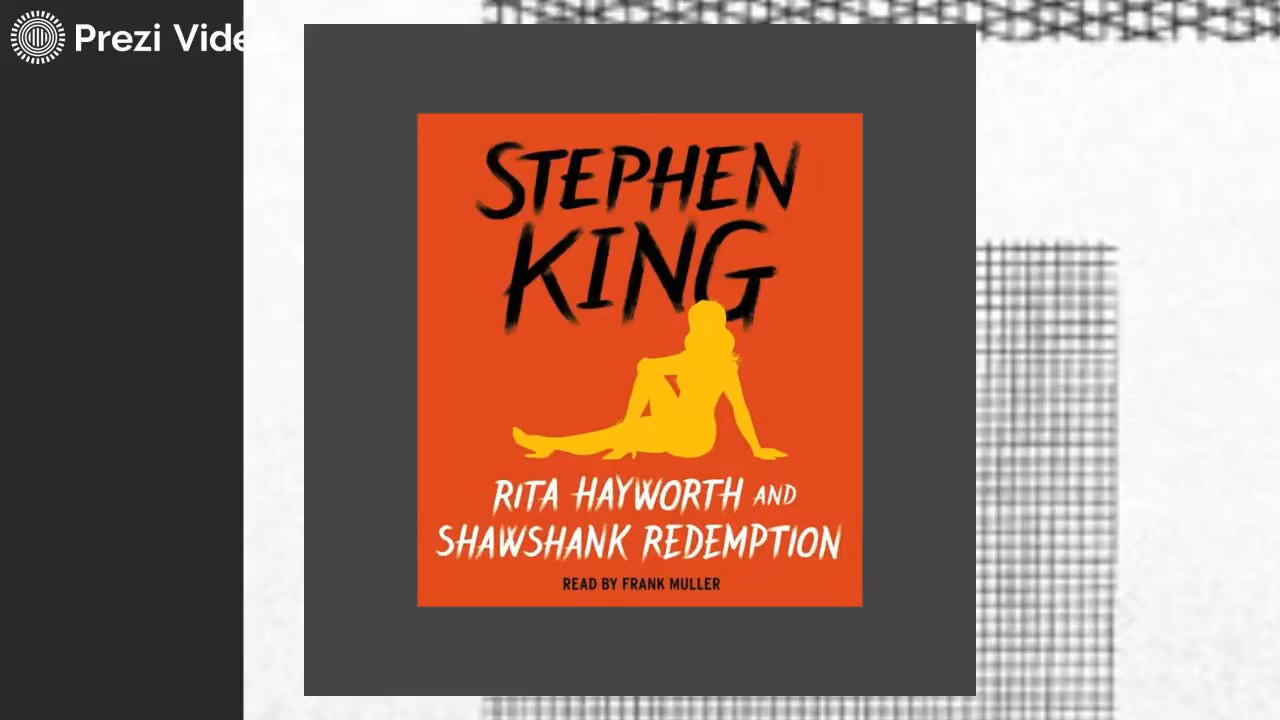 Prezi Video
STEPHEN
KING
RITA HAYWORTH AND
SHAWSHANK REDEMPTION
READ BY FRANK MULLER